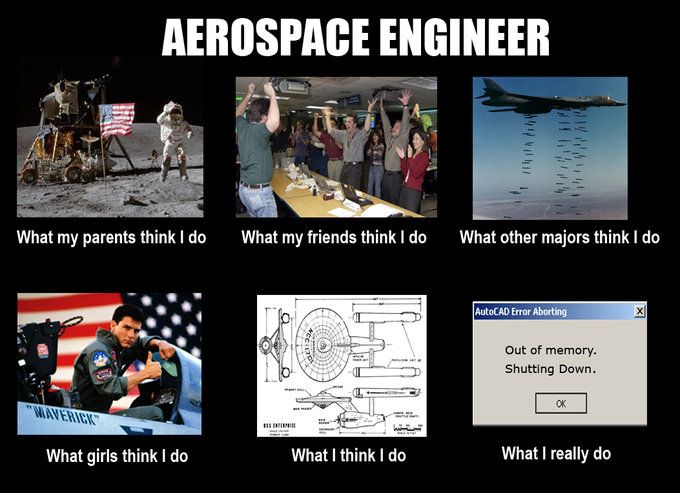 AEROSPACE ENGINEER
What my parents think I do
What my friends think I do
What other majors think I do
"MAVERICK"
USS ENTERPRISE
AutoCAD Error Aborting
X
Out of memory.
Shutting Down.
OK
What girls think I do
What I think I do
What I really do